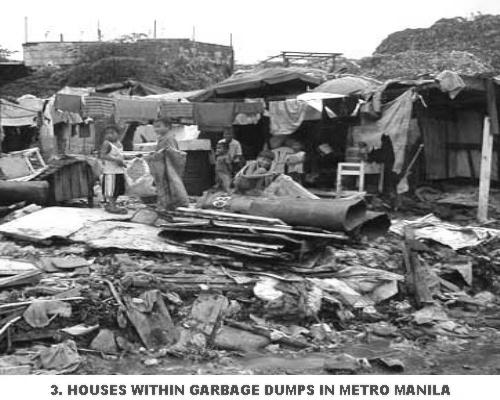 3. HOUSES WITHIN GARBAGE DUMPS IN METRO MANILA